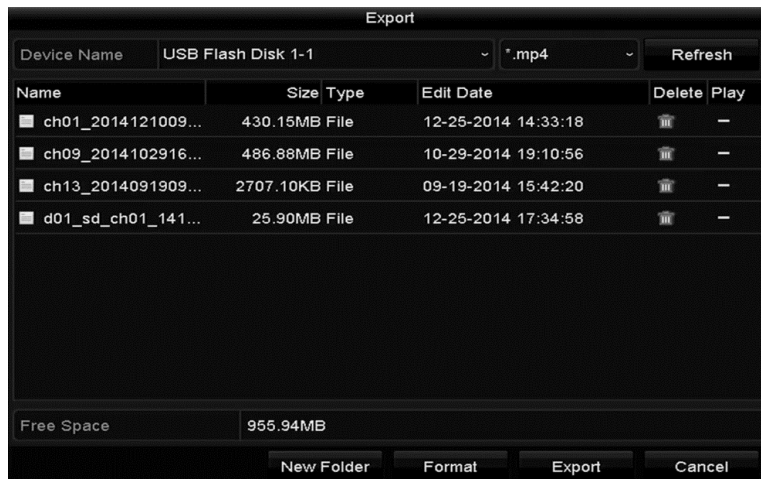 Export
Device Name USB Flash Disk 1-1 *.mp4 Refresh
Name Size Type Edit Date Delete Play
ch01_2014121009... 430.15MB File 12-25-2014 14:33:18
ch09_2014102916... 486.88MB File 10-29-2014 19:10:56
ch13_2014091909... 2707.10KB File 09-19-2014 15:42:20
d01_sd_ch01_141... 25.90MB File 12-25-2014 17:34:58
Free Space 955.94MB
New Folder Format Export Cancel